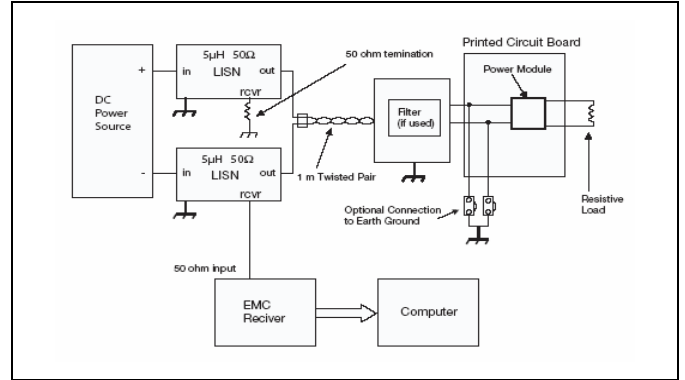 Printed Circuit Board
5µH 50Ω
LISN
in
out
rcvr
+
50 ohm temination
Power Module
DC
Power
Source
Filter
(if used)
5µH 50Ω
LISN
in
out
rcvr
-
1 m Twisted Pair
Optional Connection
to Earth Ground
Resistive
Load
50 ohm input
EMC
Reciver
Computer